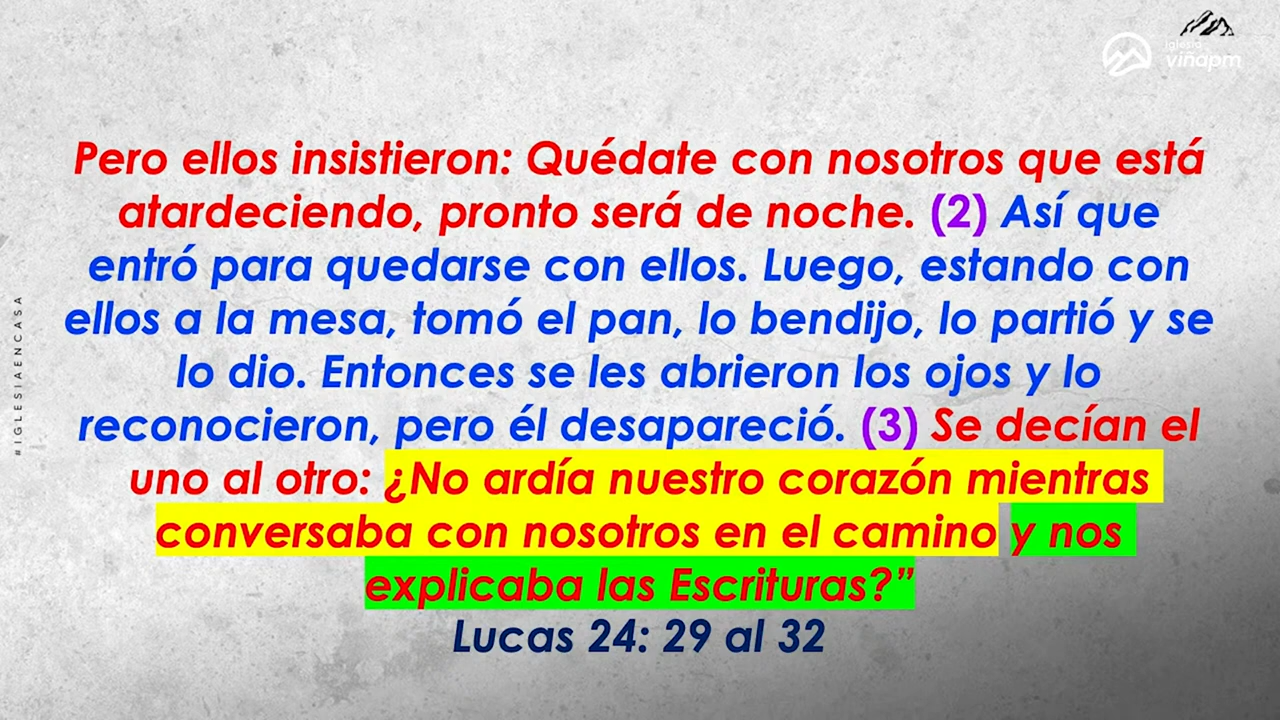 iglesia
viñapm
Pero ellos insistieron: Quédate con nosotros que está
atardeciendo, pronto será de noche. (2) Así que
entró para quedarse con ellos. Luego, estando con
ellos a la mesa, tomó el pan, lo bendijo, lo partió y se
lo dio. Entonces se les abrieron los ojos y lo
reconocieron, pero él desapareció. (3) Se decían el
uno al otro: ¿No ardía nuestro corazón mientras
conversaba con nosotros en el camino y nos
explicaba las Escrituras?”
Lucas 24: 29 al 32
#IGLESIAENCASA